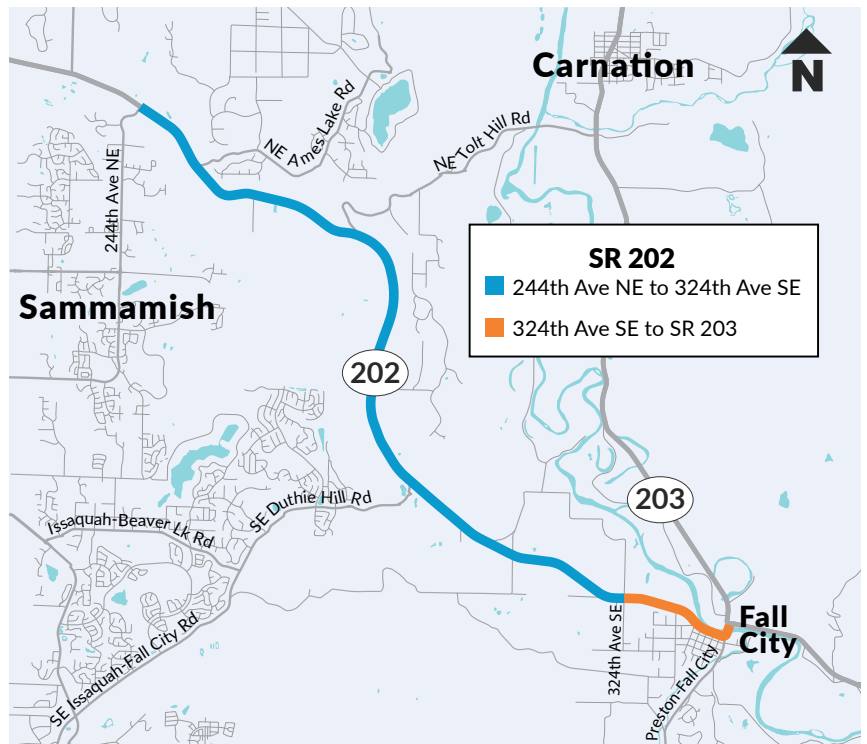 Carnation
N
NE Ames Lake Rd
NE Tolt Hill Rd
244th Ave NE
SR 202
244th Ave NE to 324th Ave SE
324th Ave SE to SR 203
Sammamish
202
203
SE Duthie Hill Rd
Issaquah-Beaver Lk Rd
SE Issaquah-Fall City Rd
324th Ave SE
Fall
City
Preston-Fall City